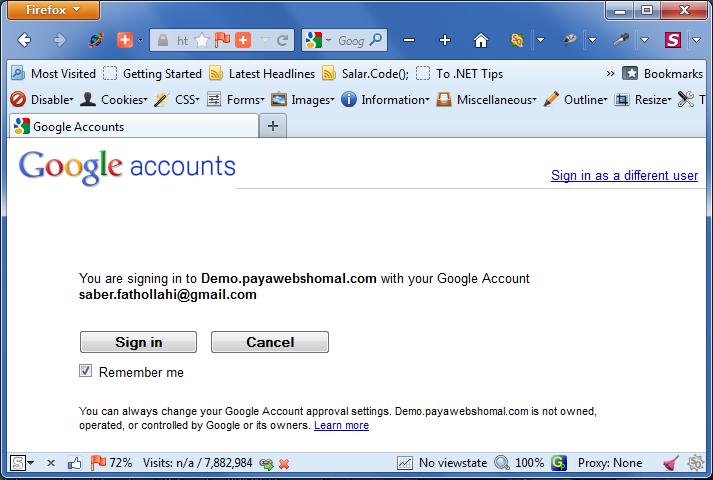 Firefox
ht
Goog
Most Visited Getting Started Latest Headlines Salar.Code(); To .NET Tips » Bookmarks
Disable Cookies CSS Forms Images Information Miscellaneous Outline Resize T
Google Accounts
Google accounts
Sign in as a different user
You are signing in to Demo.payawebshomal.com with your Google Account
saber.fathollahi@gmail.com
Sign in Cancel
Remember me
You can always change your Google Account approval settings. Demo.payawebshomal.com is not owned,
operated, or controlled by Google or its owners. Learn more
S 72% Visits: n/a / 7,882,984 No viewstate 100% Proxy: None